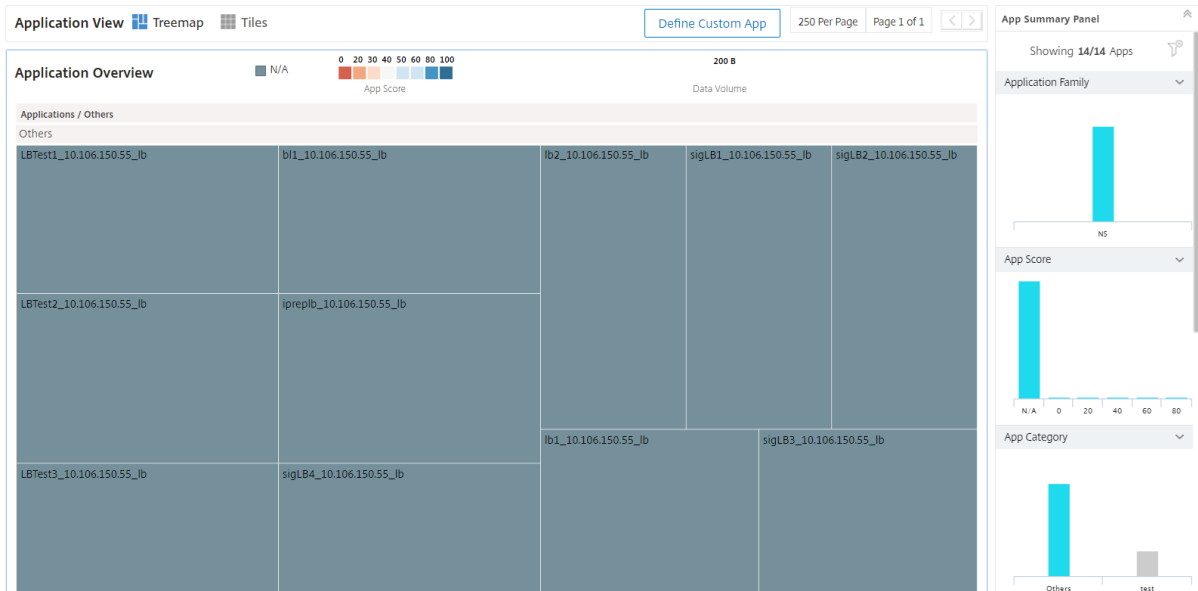 Application View Treemap Tiles
Define Custom App 250 Per Page Page 1 of 1
Application Overview
N/A
0 20 30 40 50 60 80 100
App Score
200 B
Data Volume
Applications / Others
Others
LBTest1_10.106.150.55_lb
bl1_10.106.150.55_lb
lb2_10.106.150.55_lb
sigLB1_10.106.150.55_lb
sigLB2_10.106.150.55_lb
LBTest2_10.106.150.55_lb
ipreplb_10.106.150.55_lb
lb1_10.106.150.55_lb
sigLB3_10.106.150.55_lb
LBTest3_10.106.150.55_lb
sigLB4_10.106.150.55_lb
App Summary Panel
Showing 14/14 Apps
Application Family
NS
App Score
N/A 0 20 40 60 80
App Category
Others test